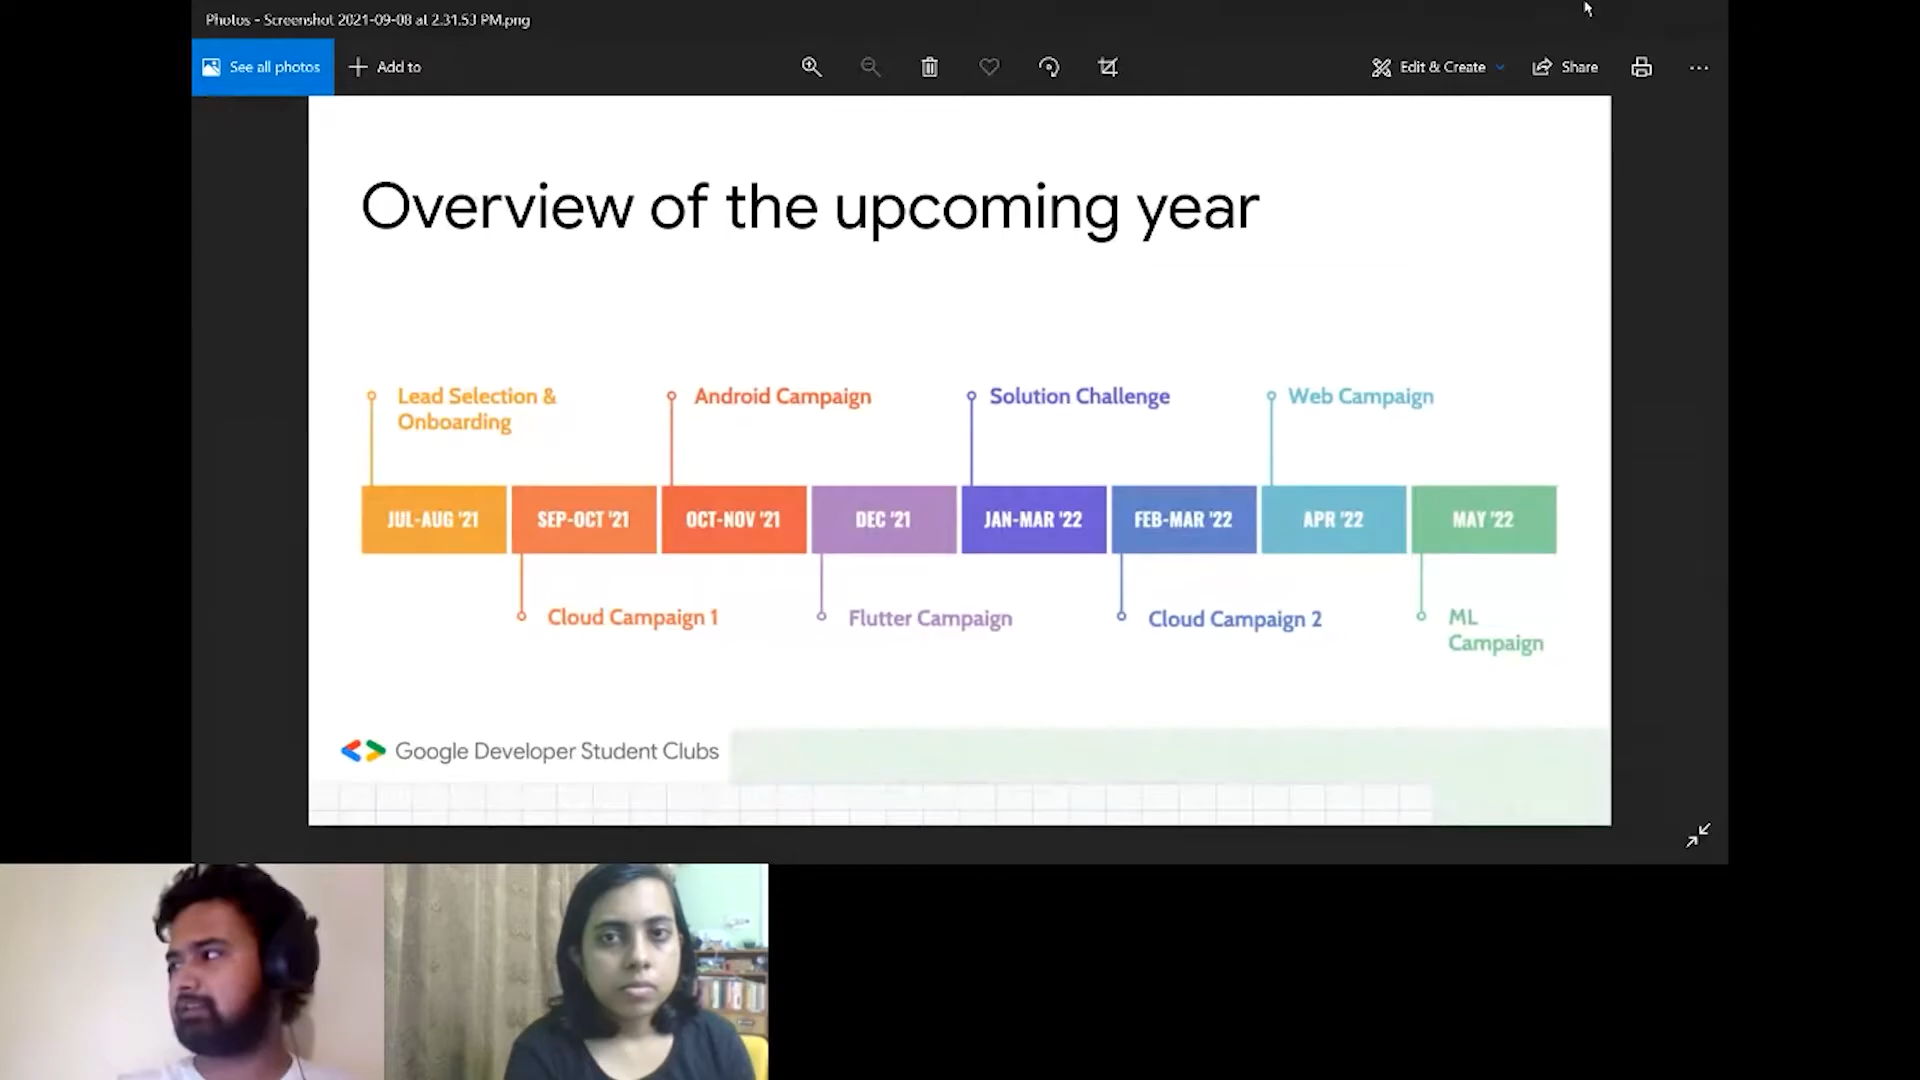 Photos - Screenshot 2021-09-08 at 2.31.53 PM.png
See all photos
Add to
Edit & Create
Share
Overview of the upcoming year
Lead Selection &
Onboarding
Android Campaign
Solution Challenge
Web Campaign
JUL-AUG '21
SEP-OCT '21
OCT-NOV '21
DEC '21
JAN-MAR '22
FEB-MAR '22
APR '22
MAY '22
Cloud Campaign 1
Flutter Campaign
Cloud Campaign 2
ML
Campaign
Google Developer Student Clubs